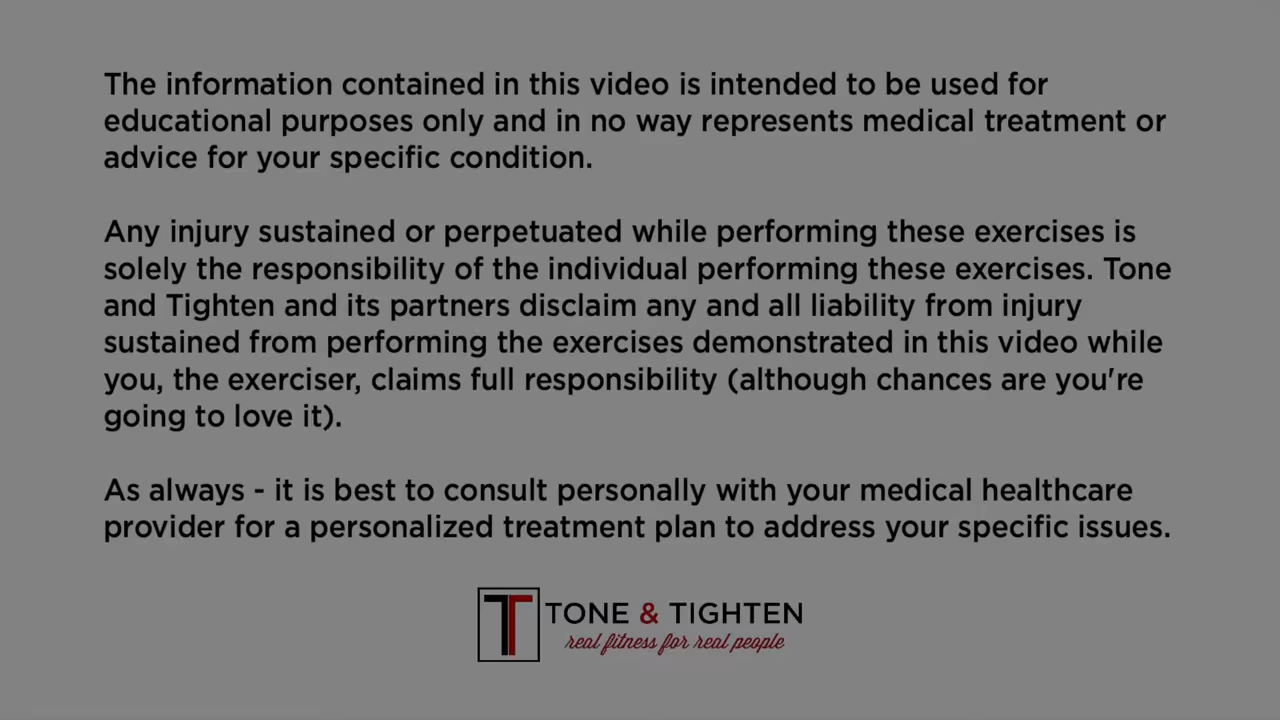 The information contained in this video is intended to be used for
educational purposes only and in no way represents medical treatment or
advice for your specific condition.
Any injury sustained or perpetuated while performing these exercises is
solely the responsibility of the individual performing these exercises. Tone
and Tighten and its partners disclaim any and all liability from injury
sustained from performing the exercises demonstrated in this video while
you, the exerciser, claims full responsibility (although chances are you're
going to love it).
As always - it is best to consult personally with your medical healthcare
provider for a personalized treatment plan to address your specific issues.
TT TONE & TIGHTEN
real fitness for real people